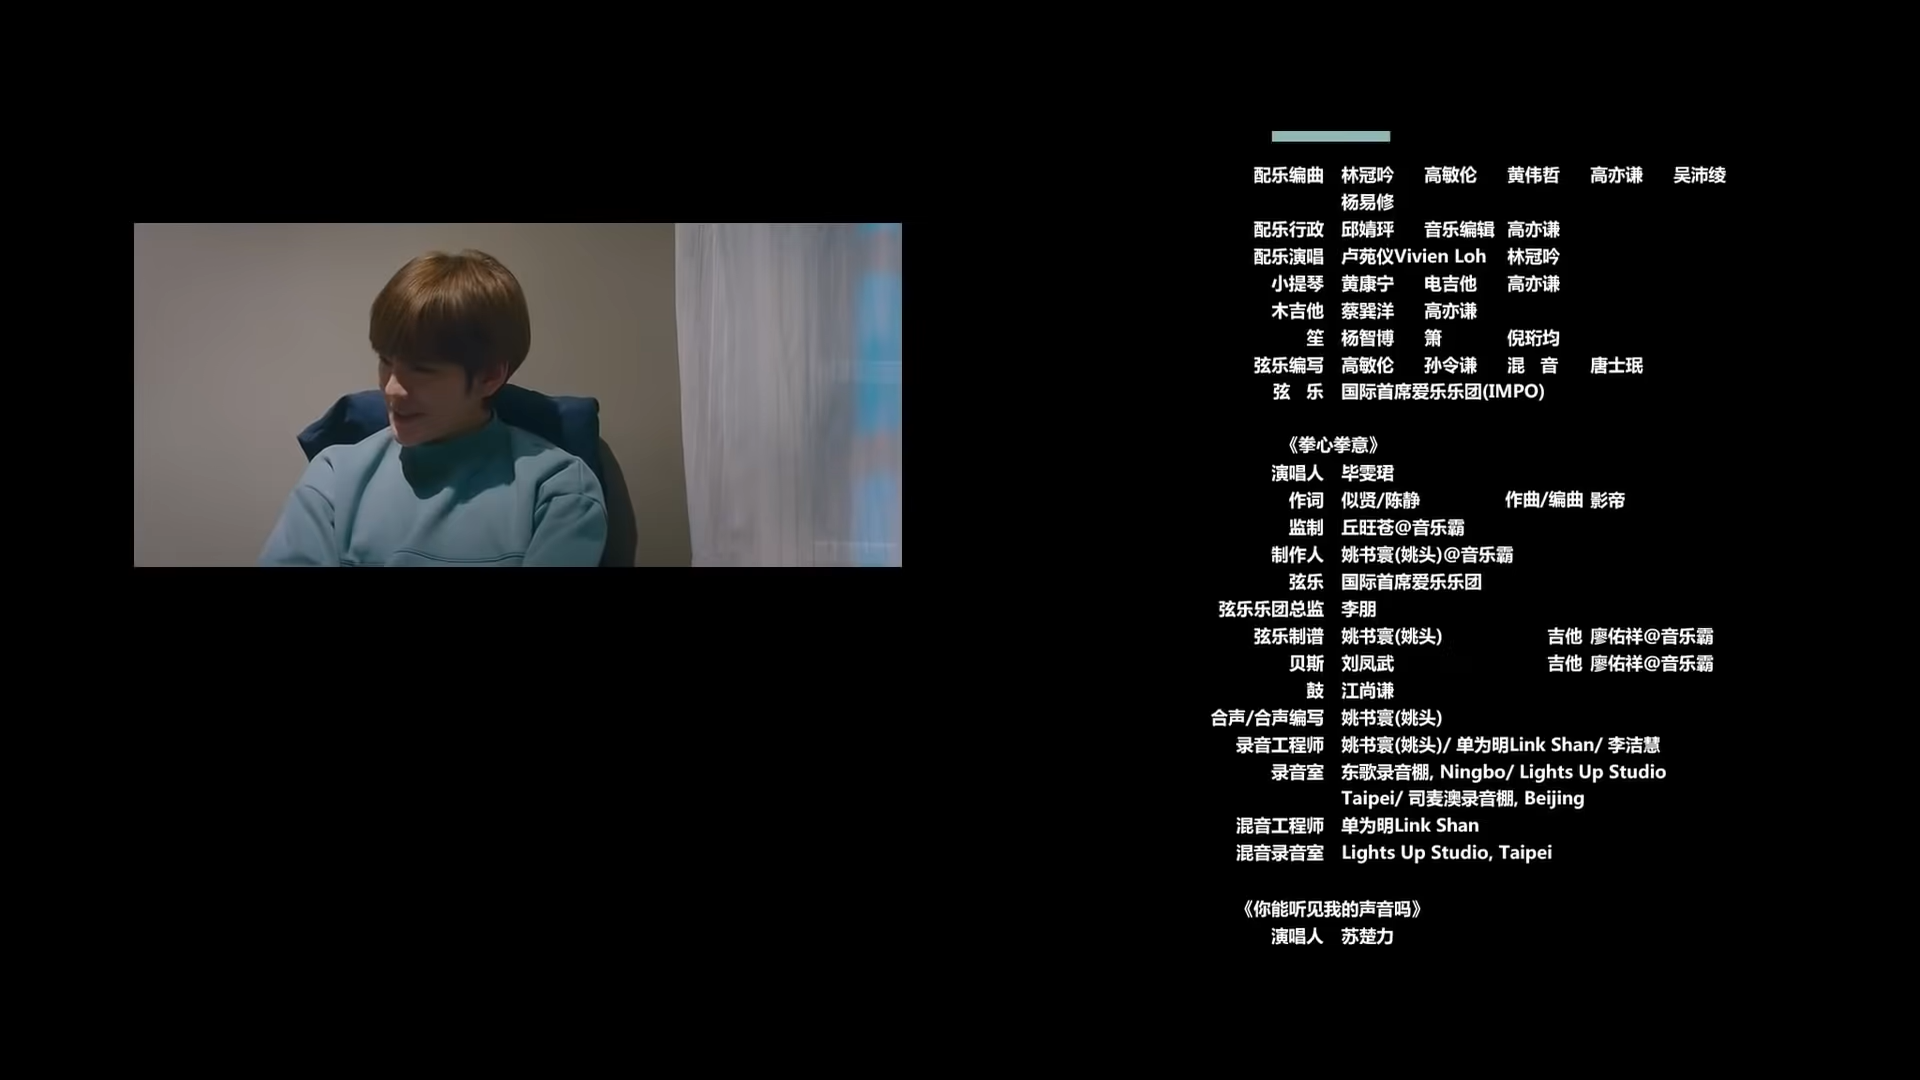 配乐编曲 林冠吟 高敏伦 黄伟哲 高亦谦 吴沛绫
杨易修
配乐行政 邱婧玶 音乐编辑 高亦谦
配乐演唱 卢苑仪Vivien Loh 林冠吟
小提琴 黄康宁 电吉他 高亦谦
木吉他 蔡巽洋 高亦谦
笙 杨智博 箫 倪珩均
弦乐编写 高敏伦 孙令谦 混 音 唐士珉
弦 乐 国际首席爱乐乐团(IMPO)
《拳心拳意》
演唱人 毕雯珺
作词 似贤/陈静 作曲/编曲 影帝
监制 丘旺苍@音乐霸
制作人 姚书寰(姚头)@音乐霸
弦乐 国际首席爱乐乐团
弦乐乐团总监 李朋
弦乐制谱 姚书寰(姚头) 吉他 廖佑祥@音乐霸
贝斯 刘凤武 吉他 廖佑祥@音乐霸
鼓 江尚谦
合声/合声编写 姚书寰(姚头)
录音工程师 姚书寰(姚头)/ 单为明Link Shan/ 李洁慧
录音室 东歌录音棚, Ningbo/ Lights Up Studio
Taipei/ 司麦澳录音棚, Beijing
混音工程师 单为明Link Shan
混音录音室 Lights Up Studio, Taipei
《你能听见我的声音吗》
演唱人 苏楚力